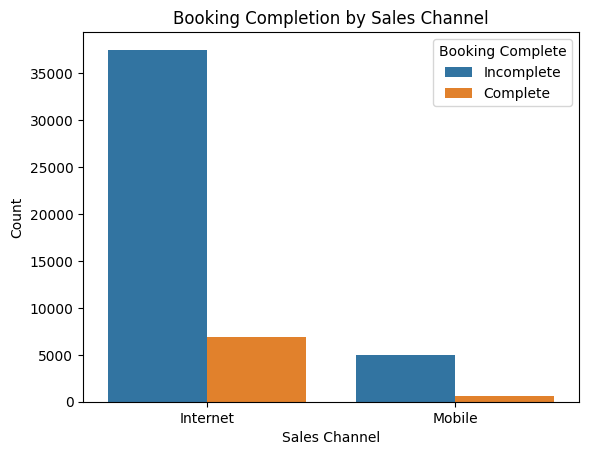 Booking Completion by Sales Channel
Booking Complete
Incomplete
Complete
Count
35000
30000
25000
20000
15000
10000
5000
0
Internet
Mobile
Sales Channel